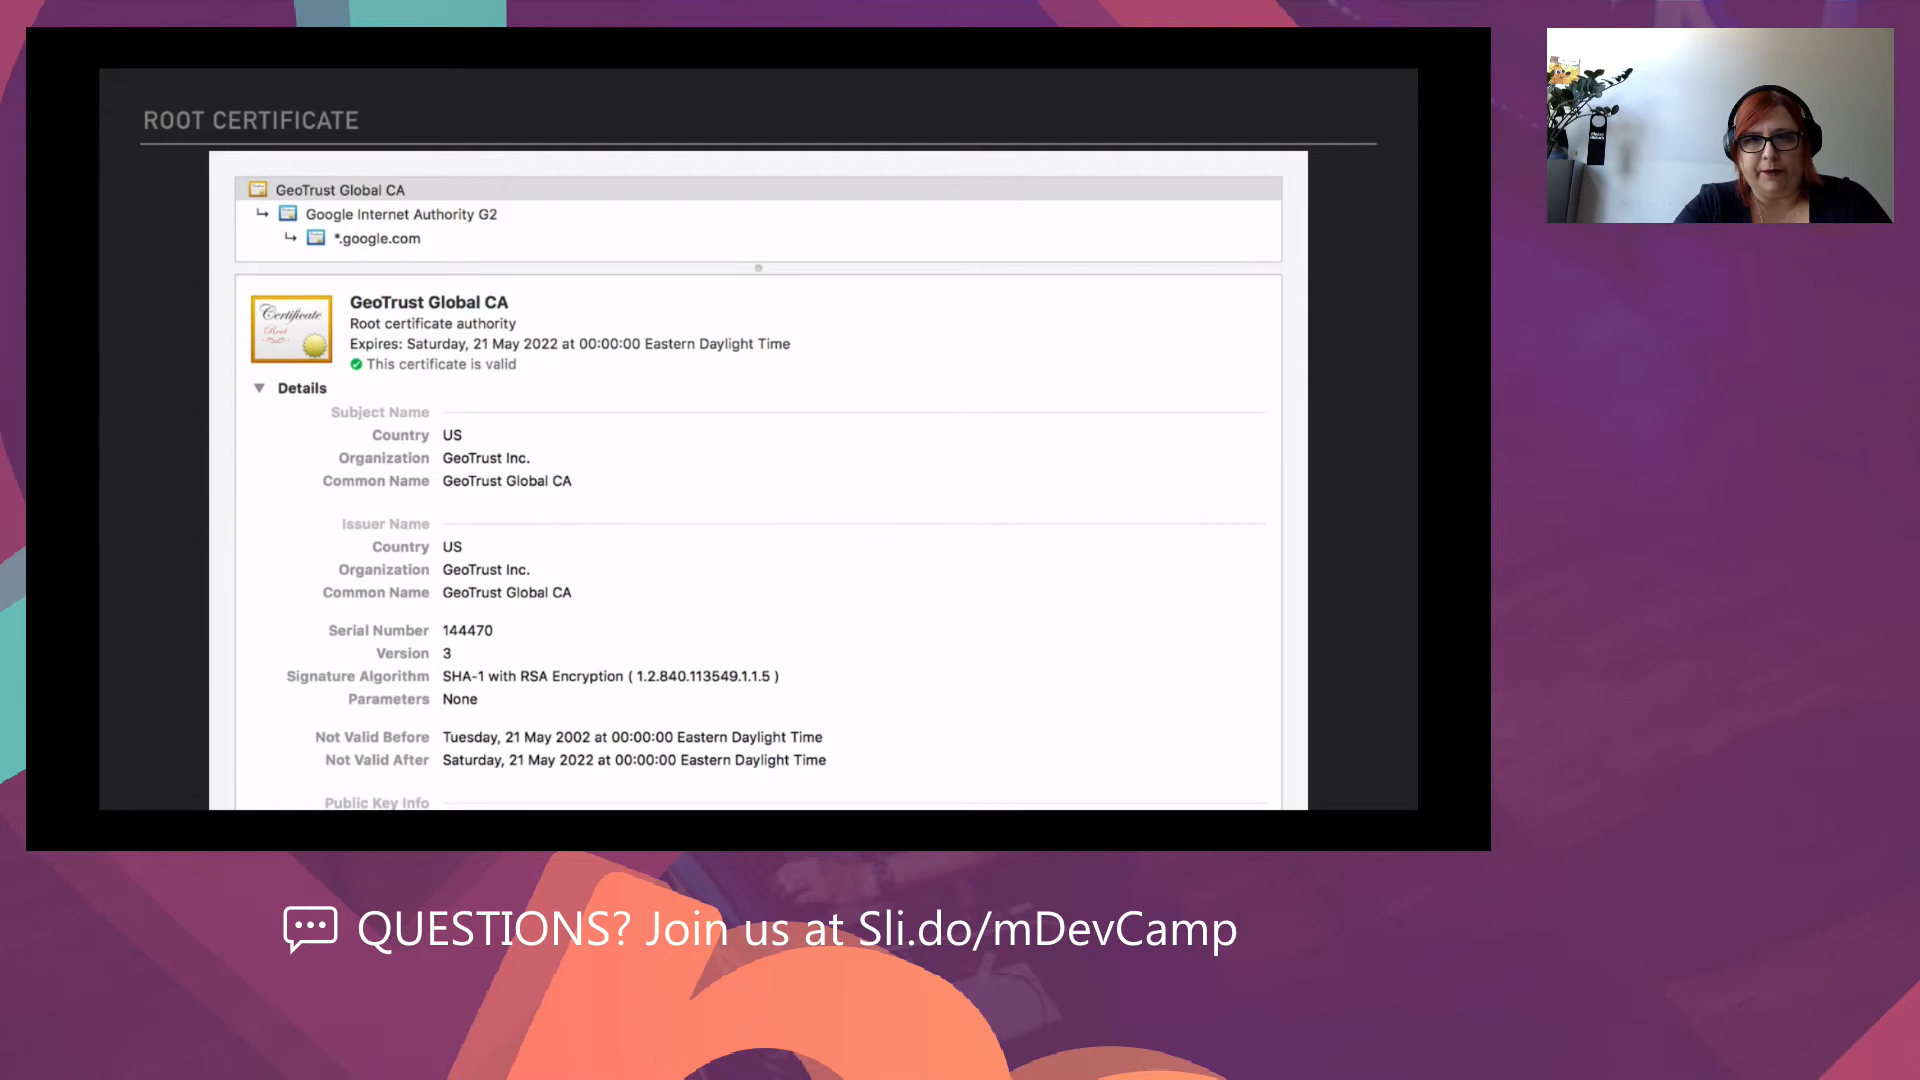 ROOT CERTIFICATE
GeoTrust Global CA
Google Internet Authority G2
*.google.com
Certificate
Root
GeoTrust Global CA
Root certificate authority
Expires: Saturday, 21 May 2022 at 00:00:00 Eastern Daylight Time
This certificate is valid
Details
Subject Name
Country US
Organization GeoTrust Inc.
Common Name GeoTrust Global CA
Issuer Name
Country US
Organization GeoTrust Inc.
Common Name GeoTrust Global CA
Serial Number 144470
Version 3
Signature Algorithm SHA-1 with RSA Encryption ( 1.2.840.113549.1.1.5 )
Parameters None
Not Valid Before Tuesday, 21 May 2002 at 00:00:00 Eastern Daylight Time
Not Valid After Saturday, 21 May 2022 at 00:00:00 Eastern Daylight Time
Public Key Info
QUESTIONS? Join us at Sli.do/mDevCamp